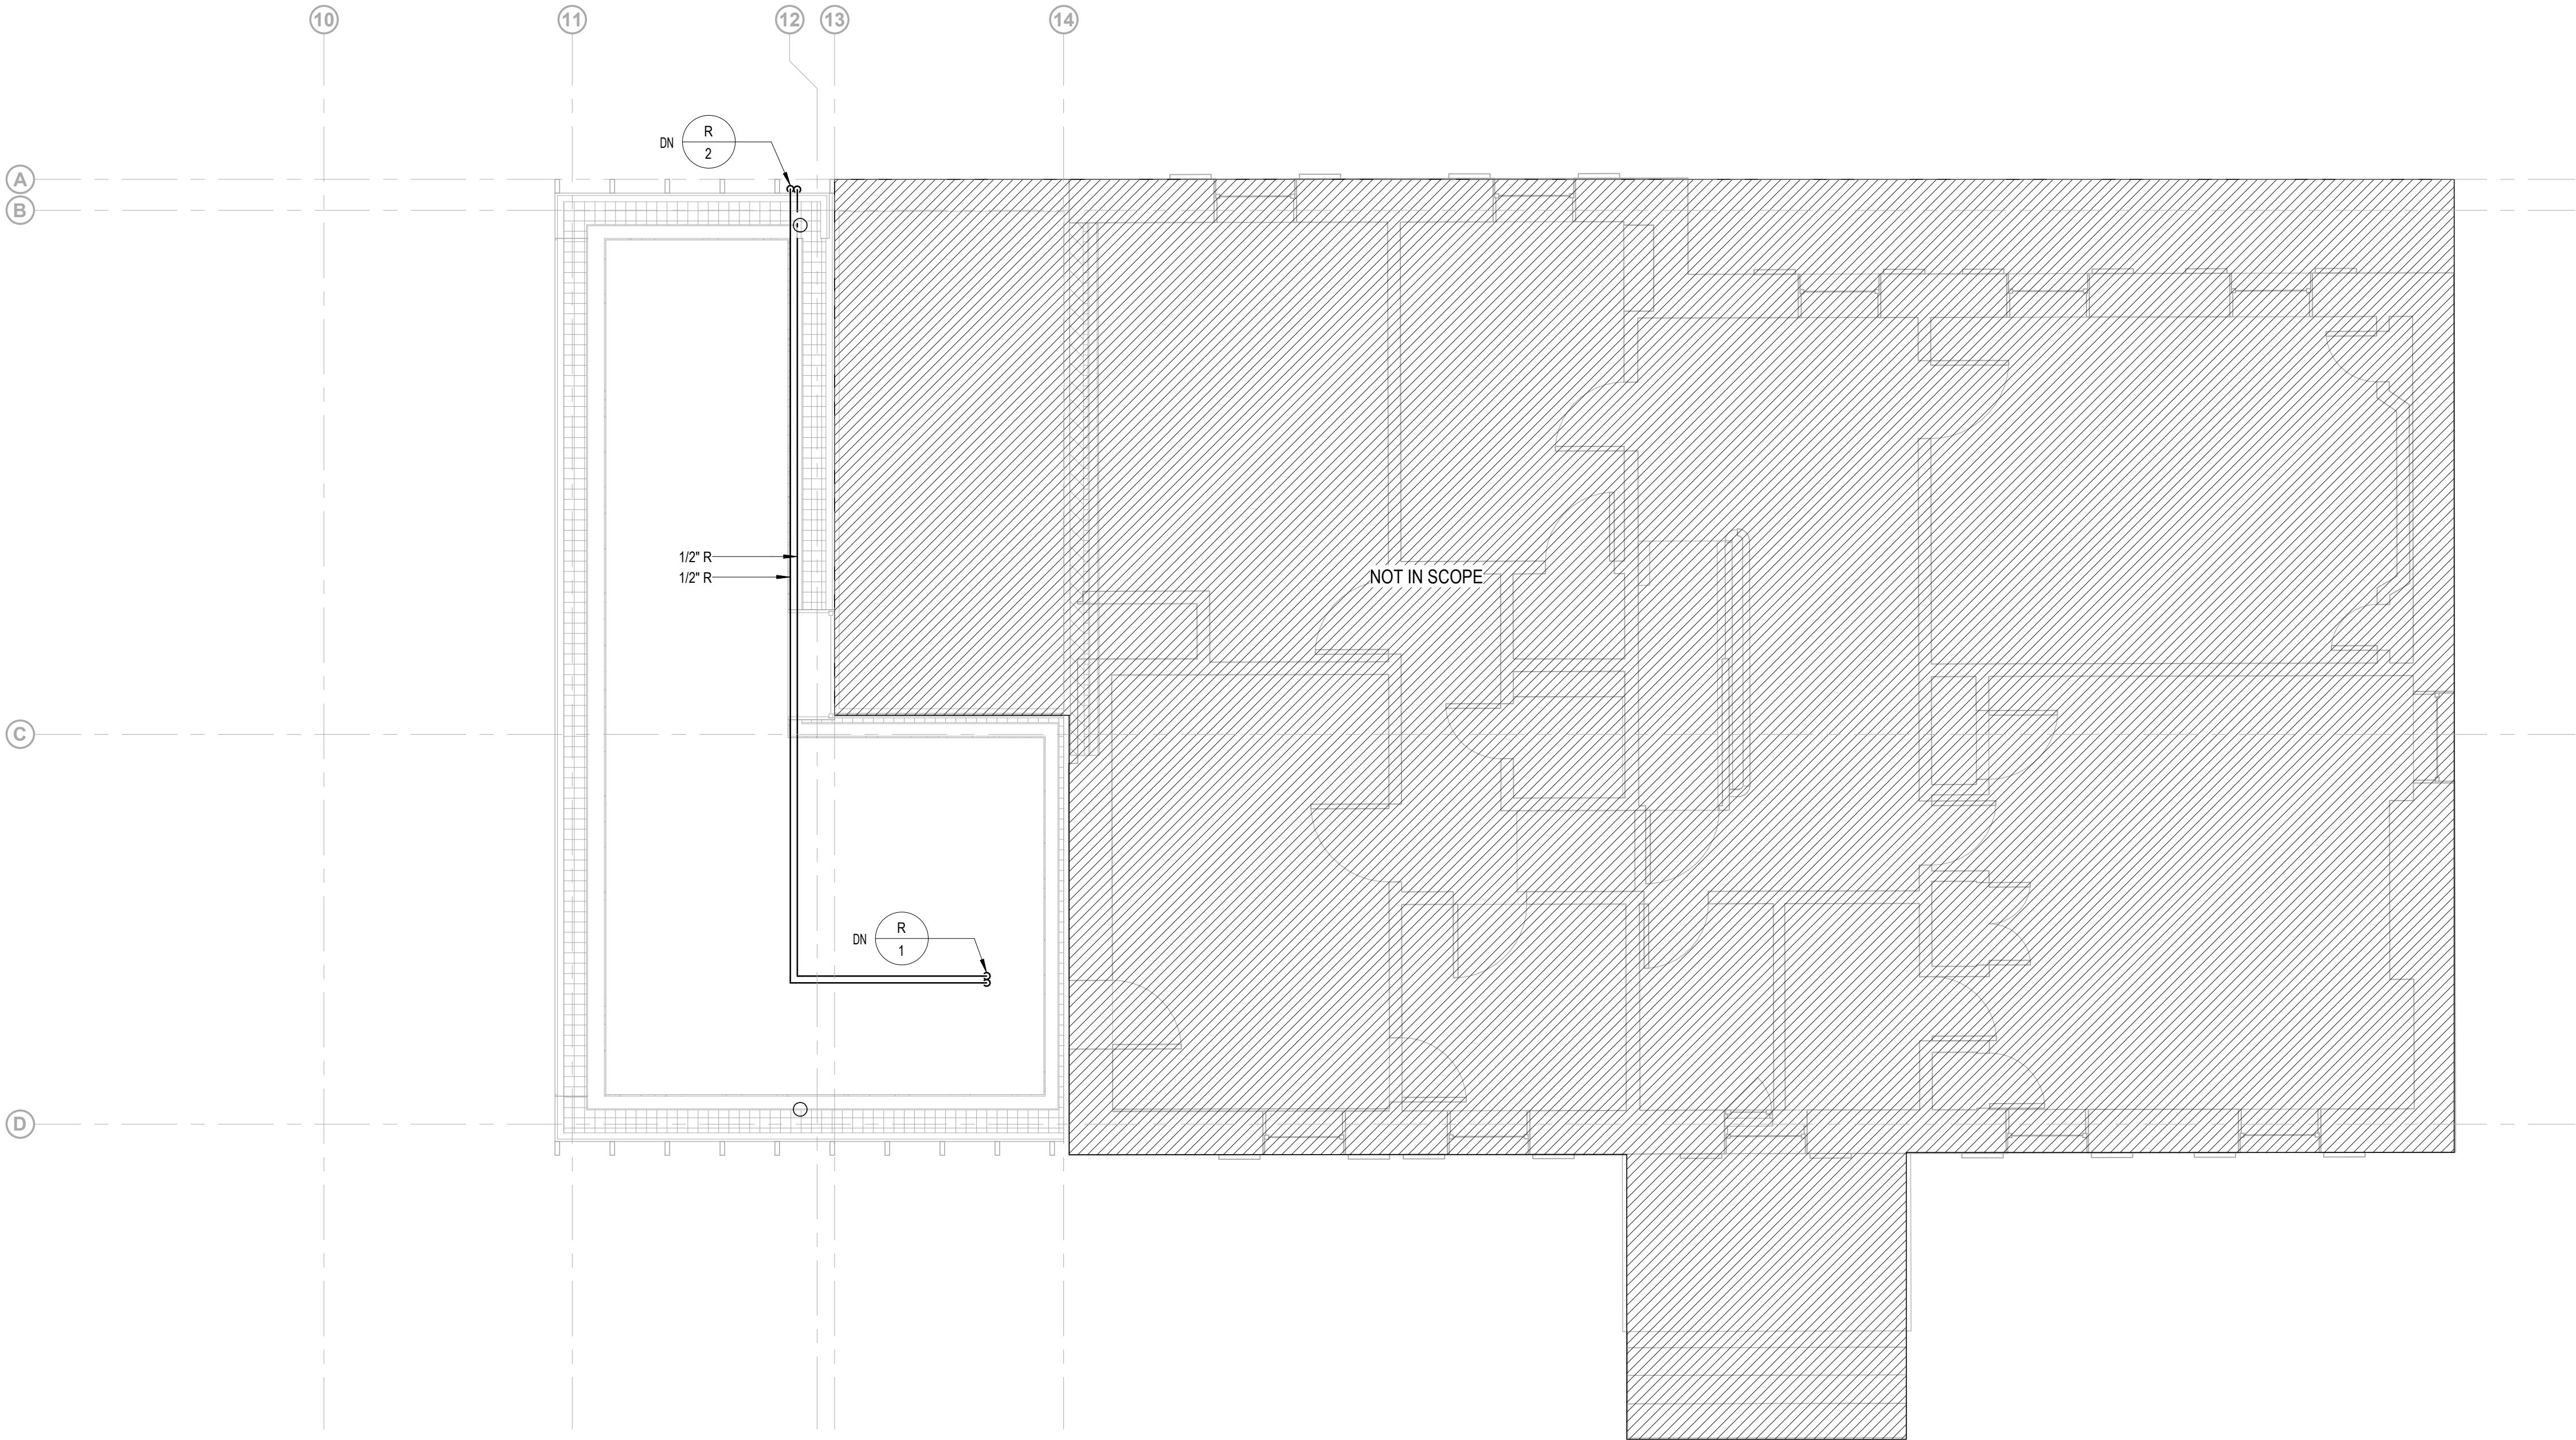 10 11 12 13 14
R
DN
2
A
B
1/2" R
1/2" R
NOT IN SCOPE
C
R
DN
1
D